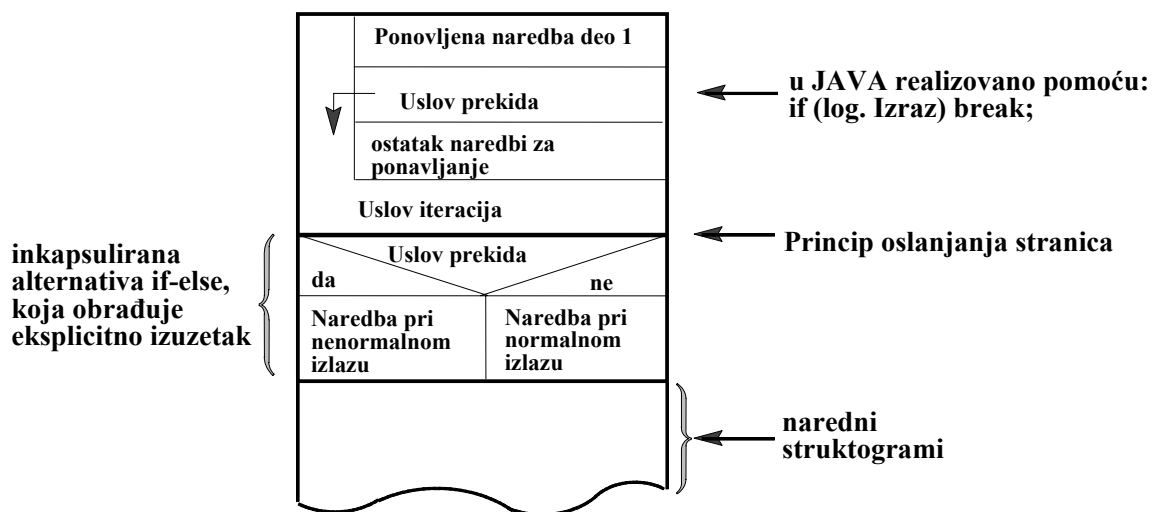 Ponovljena naredba deo 1
Uslov prekida
u JAVA realizovano pomoću:
if (log. Izraz) break;
ostatak naredbi za
ponavljanje
Uslov iteracija
Princip oslanjanja stranica
inkapsulirana
alternativa if-else,
koja obrađuje
eksplicitno izuzetak
Uslov prekida
da
ne
Naredba pri
nenormalnom
izlazu
Naredba pri
normalnom
izlazu
naredni
struktogrami